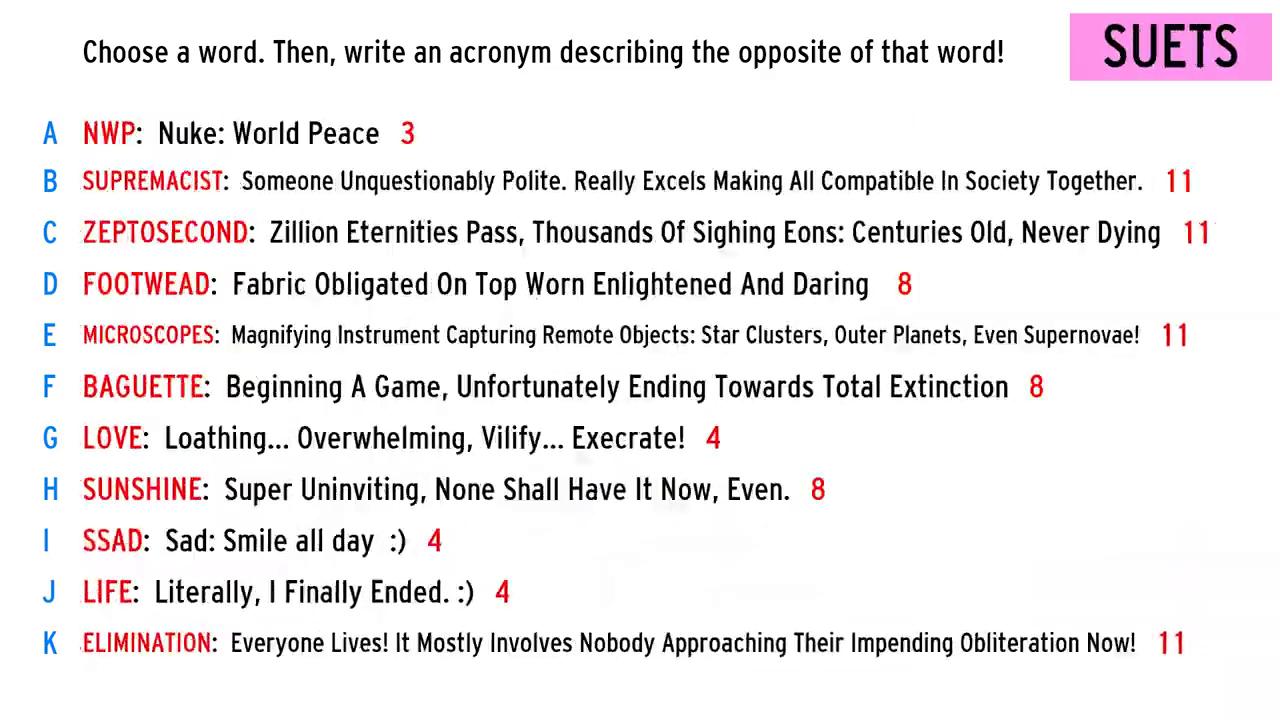 Choose a word. Then, write an acronym describing the opposite of that word!
SUETS
A NWP: Nuke: World Peace 3
B SUPREMACIST: Someone Unquestionably Polite. Really Excels Making All Compatible In Society Together. 11
C ZEPTOSECOND: Zillion Eternities Pass, Thousands Of Sighing Eons: Centuries Old, Never Dying 11
D FOOTWEAD: Fabric Obligated On Top Worn Enlightened And Daring 8
E MICROSCOPES: Magnifying Instrument Capturing Remote Objects: Star Clusters, Outer Planets, Even Supernovae! 11
F BAGUETTE: Beginning A Game, Unfortunately Ending Towards Total Extinction 8
G LOVE: Loathing... Overwhelming, Vilify... Execrate! 4
H SUNSHINE: Super Uninviting, None Shall Have It Now, Even. 8
I SSAD: Sad: Smile all day :) 4
J LIFE: Literally, I Finally Ended. :) 4
K ELIMINATION: Everyone Lives! It Mostly Involves Nobody Approaching Their Impending Obliteration Now! 11